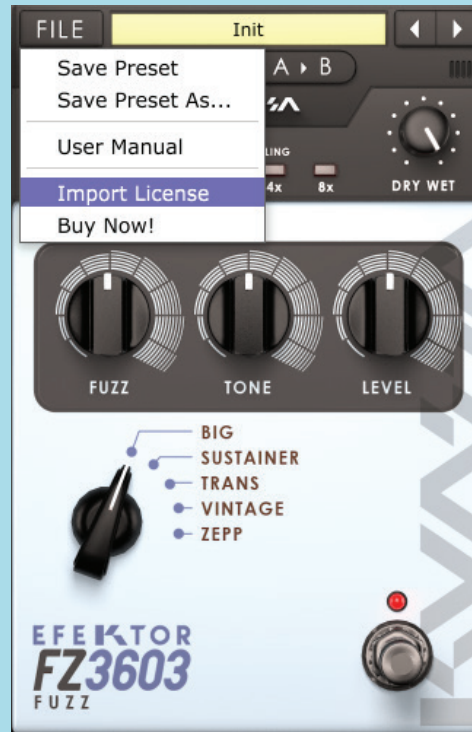 FILE Init
Save Preset
A ▸ B
Save Preset As...
User Manual
LING
4x 8x DRY WET
Import License
Buy Now!
FUZZ TONE LEVEL
BIG
SUSTAINER
TRANS
VINTAGE
ZEPP
EFEKTOR
FZ3603
FUZZ